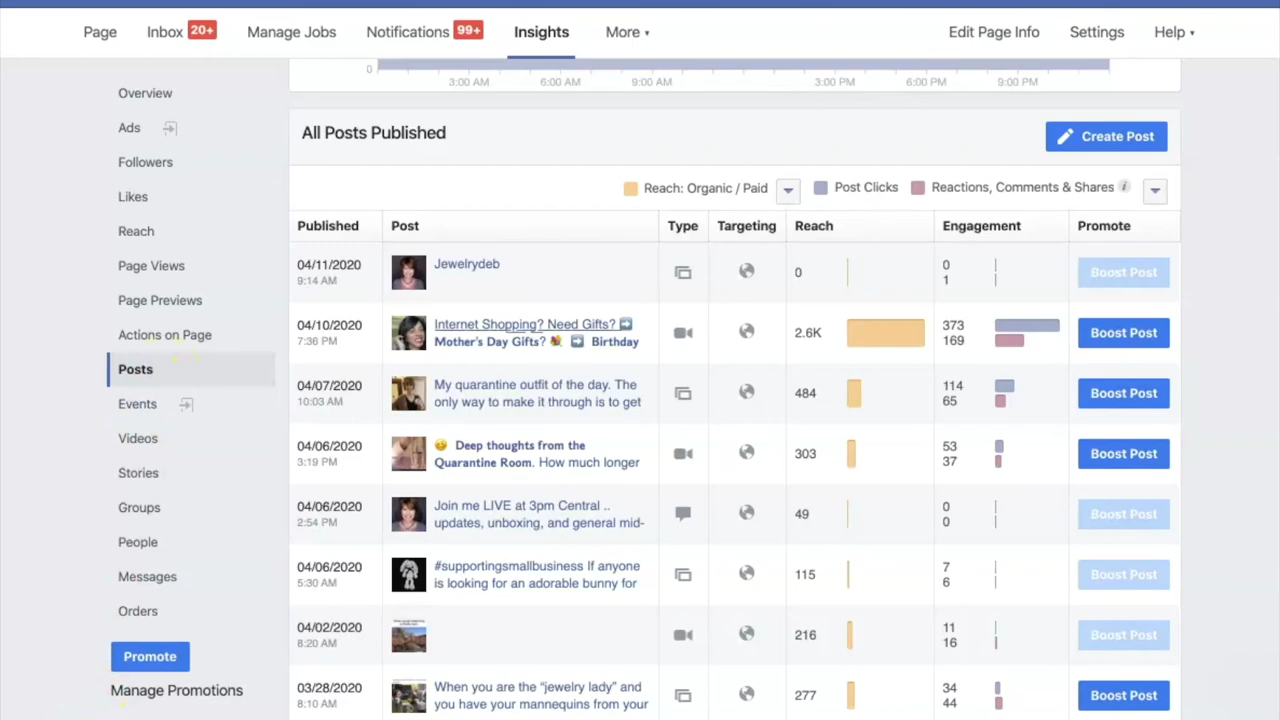 Page Inbox 20+ Manage Jobs Notifications 99+ Insights More Edit Page Info Settings Help
0
3:00 AM 6:00 AM 9:00 AM 3:00 PM 6:00 PM 9:00 PM
Overview
Ads
Followers
Likes
Reach
Page Views
Page Previews
Actions on Page
Posts
Events
Videos
Stories
Groups
People
Messages
Orders
Promote
Manage Promotions
All Posts Published
Create Post
Reach: Organic / Paid Post Clicks Reactions, Comments & Shares i
Published Post Type Targeting Reach Engagement Promote
04/11/2020 Jewelrydeb 0 0 Boost Post
9:14 AM 1
04/10/2020 Internet Shopping? Need Gifts? ➡️ 2.6K 373 Boost Post
7:36 PM Mother's Day Gifts? 💐 ➡️ Birthday 169
04/07/2020 My quarantine outfit of the day. The 484 114 Boost Post
10:03 AM only way to make it through is to get 65
04/06/2020 Deep thoughts from the 303 53 Boost Post
3:19 PM Quarantine Room. How much longer 37
04/06/2020 Join me LIVE at 3pm Central .. 49 0 Boost Post
2:54 PM updates, unboxing, and general mid- 0
04/06/2020 #supportingsmallbusiness If anyone 115 7 Boost Post
5:30 AM is looking for an adorable bunny for 6
04/02/2020 216 11 Boost Post
8:20 AM 16
03/28/2020 When you are the “jewelry lady” and 277 34 Boost Post
8:10 AM you have your mannequins from your 44